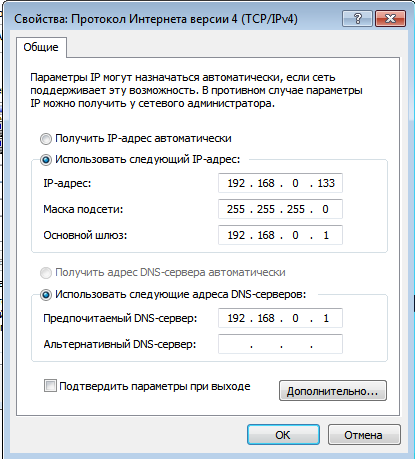 Свойства: Протокол Интернета версии 4 (TCP/IPv4)
Общие
Параметры IP могут назначаться автоматически, если сеть
поддерживает эту возможность. В противном случае параметры
IP можно получить у сетевого администратора.
Получить IP-адрес автоматически
Использовать следующий IP-адрес:
IP-адрес: 192 . 168 . 0 . 133
Маска подсети: 255 . 255 . 255 . 0
Основной шлюз: 192 . 168 . 0 . 1
Получить адрес DNS-сервера автоматически
Использовать следующие адреса DNS-серверов:
Предпочитаемый DNS-сервер: 192 . 168 . 0 . 1
Альтернативный DNS-сервер: . . .
Подтвердить параметры при выходе
Дополнительно...
ОК Отмена